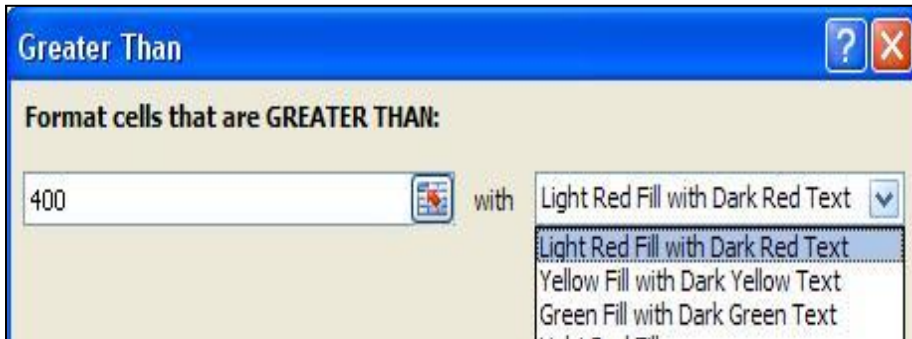 Greater Than
Format cells that are GREATER THAN:
400 with Light Red Fill with Dark Red Text
Light Red Fill with Dark Red Text
Yellow Fill with Dark Yellow Text
Green Fill with Dark Green Text